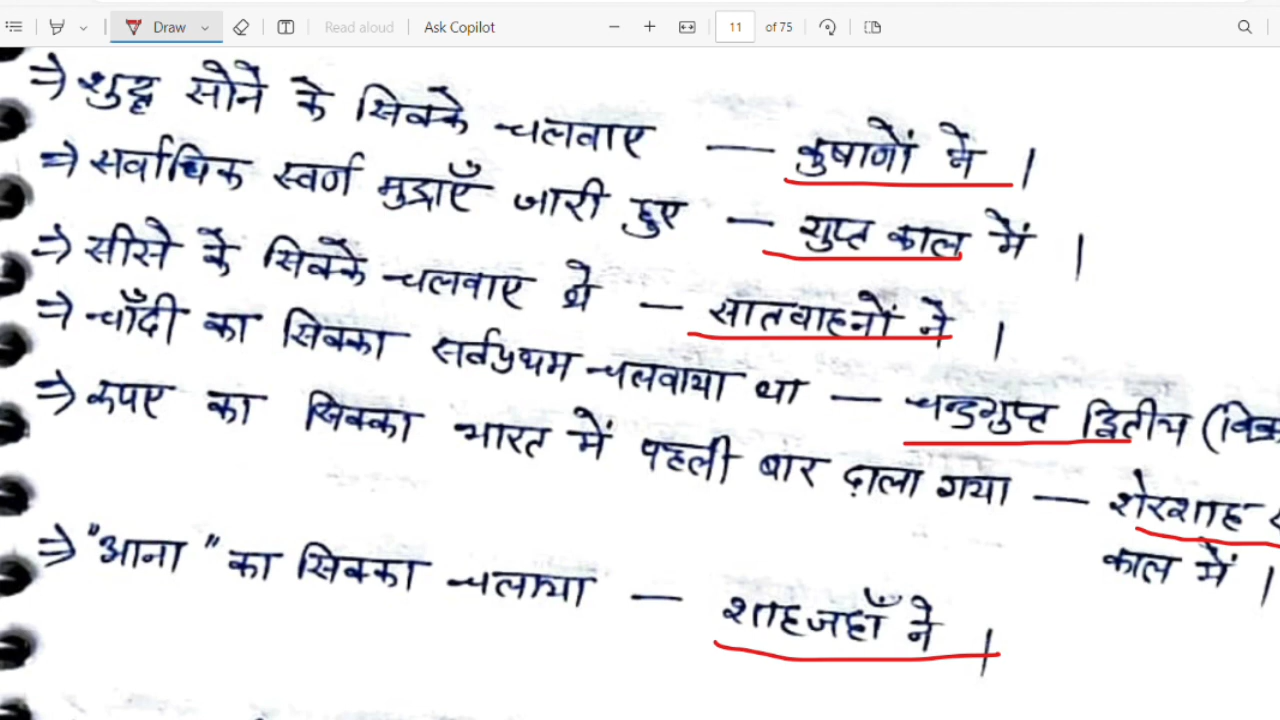 Draw
Read aloud
Ask Copilot
11 of 75
⇒ शुद्ध सोने के सिक्के चलवाए — कुषाणों ने |
⇒ सर्वाधिक स्वर्ण मुद्राएँ जारी हुए — गुप्त काल में |
⇒ सीसे के सिक्के चलवाए थे — सातवाहनों ने |
⇒ चाँदी का सिक्का सर्वप्रथम चलवाया था — चन्द्रगुप्त द्वितीय
⇒ रूपए का सिक्का भारत में पहली बार ढ़ाला गया — शेरशाह
काल में |
⇒ "आना" का सिक्का चलाया — शाहजहाँ ने |